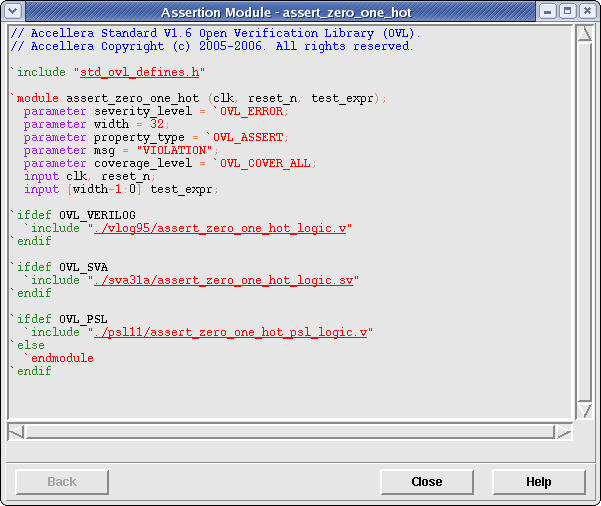 Assertion Module - assert_zero_one_hot
// Accellera Standard V1.6 Open Verification Library (OVL).
// Accellera Copyright (c) 2005-2006. All rights reserved.
`include "std_ovl_defines.h"
`module assert_zero_one_hot (clk, reset_n, test_expr);
parameter severity_level = `OVL_ERROR;
parameter width = 32;
parameter property_type = `OVL_ASSERT;
parameter msg = "VIOLATION";
parameter coverage_level = `OVL_COVER_ALL;
input clk, reset_n;
input [width-1:0] test_expr;
`ifdef OVL_VERILOG
`include "./vlog95/assert_zero_one_hot_logic.v"
`endif
`ifdef OVL_SVA
`include "./sva31a/assert_zero_one_hot_logic.sv"
`endif
`ifdef OVL_PSL
`include "./psl11/assert_zero_one_hot_psl_logic.v"
`else
`endmodule
`endif
Back Close Help